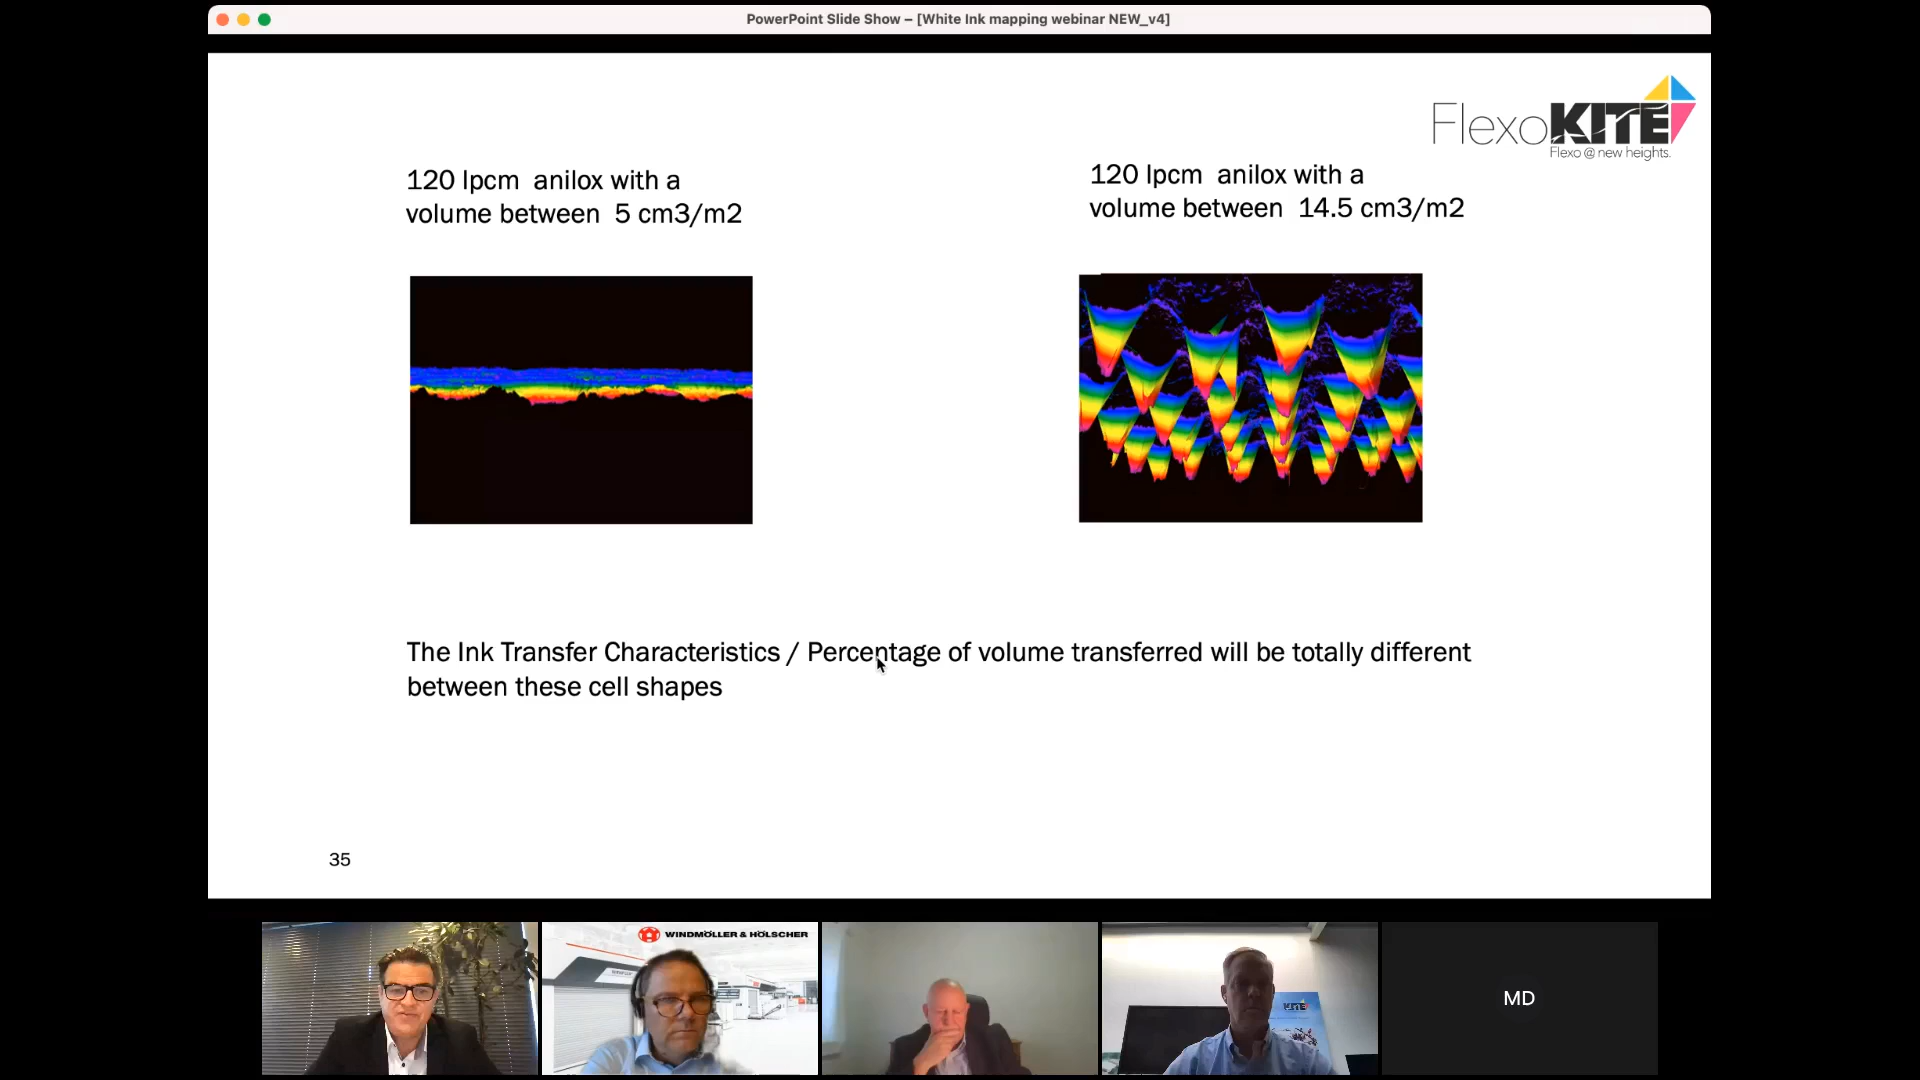 PowerPoint Slide Show – [White Ink mapping webinar NEW_v4]
FlexoKITE
Flexo @ new heights.
120 lpcm anilox with a
volume between 5 cm3/m2
120 lpcm anilox with a
volume between 14.5 cm3/m2
The Ink Transfer Characteristics / Percentage of volume transferred will be totally different
between these cell shapes
35
WINDMÖLLER & HÖLSCHER
KITE
MD